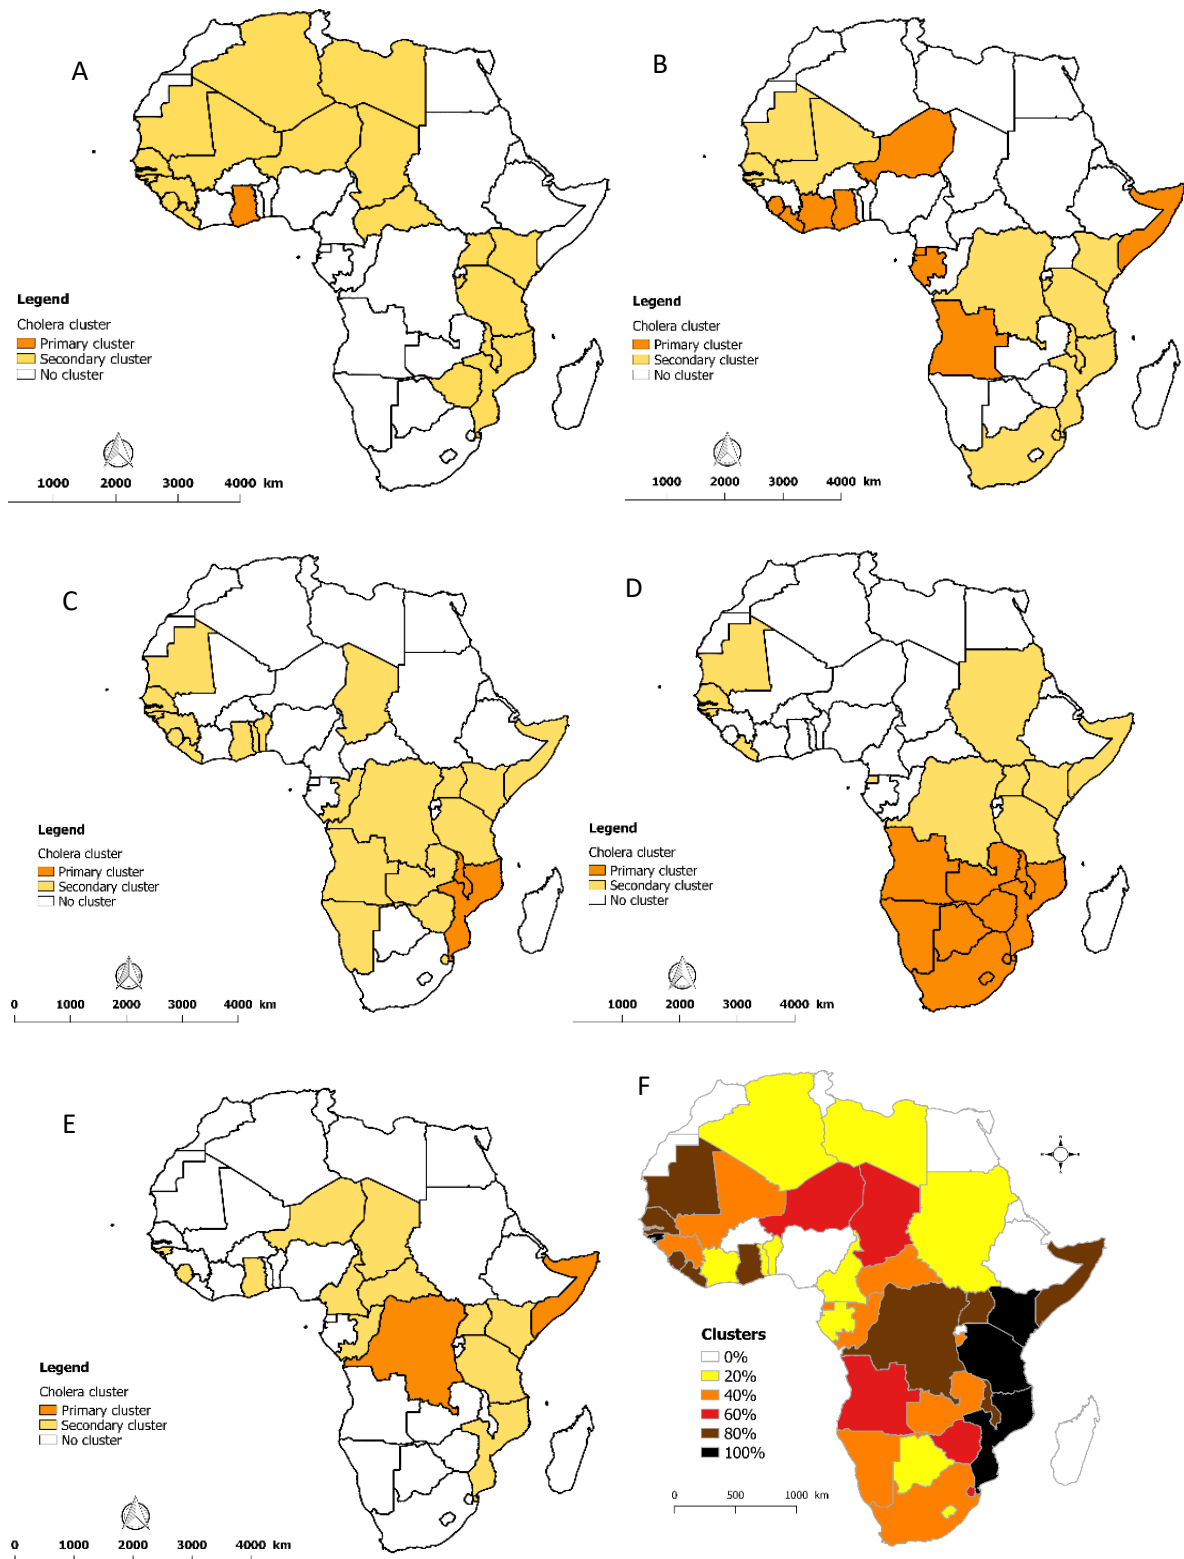 A
Legend
Cholera cluster
Primary cluster
Secondary cluster
No cluster
1000 2000 3000 4000 km
B
Legend
Cholera cluster
Primary cluster
Secondary cluster
No cluster
1000 2000 3000 4000 km
C
Legend
Cholera cluster
Primary cluster
Secondary cluster
No cluster
0 1000 2000 3000 4000 km
D
Legend
Cholera cluster
Primary cluster
Secondary cluster
No cluster
1000 2000 3000 4000 km
E
Legend
Cholera cluster
Primary cluster
Secondary cluster
No cluster
0 1000 2000 3000 4000 km
F
Clusters
0%
20%
40%
60%
80%
100%
0 500 1000 km